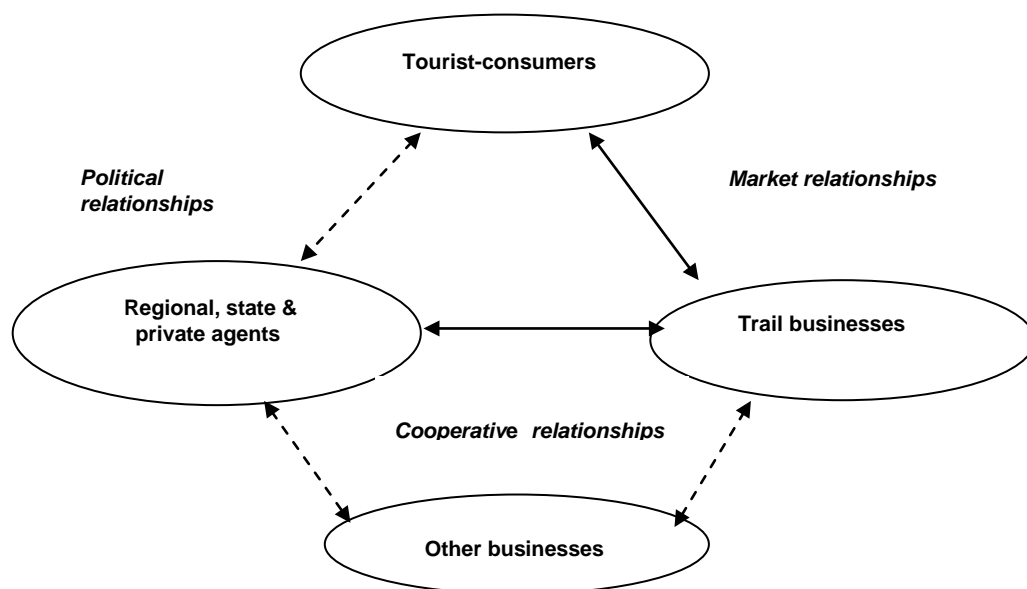 Tourist-consumers
Political
relationships
Market relationships
Regional, state &
private agents
Trail businesses
Cooperative relationships
Other businesses